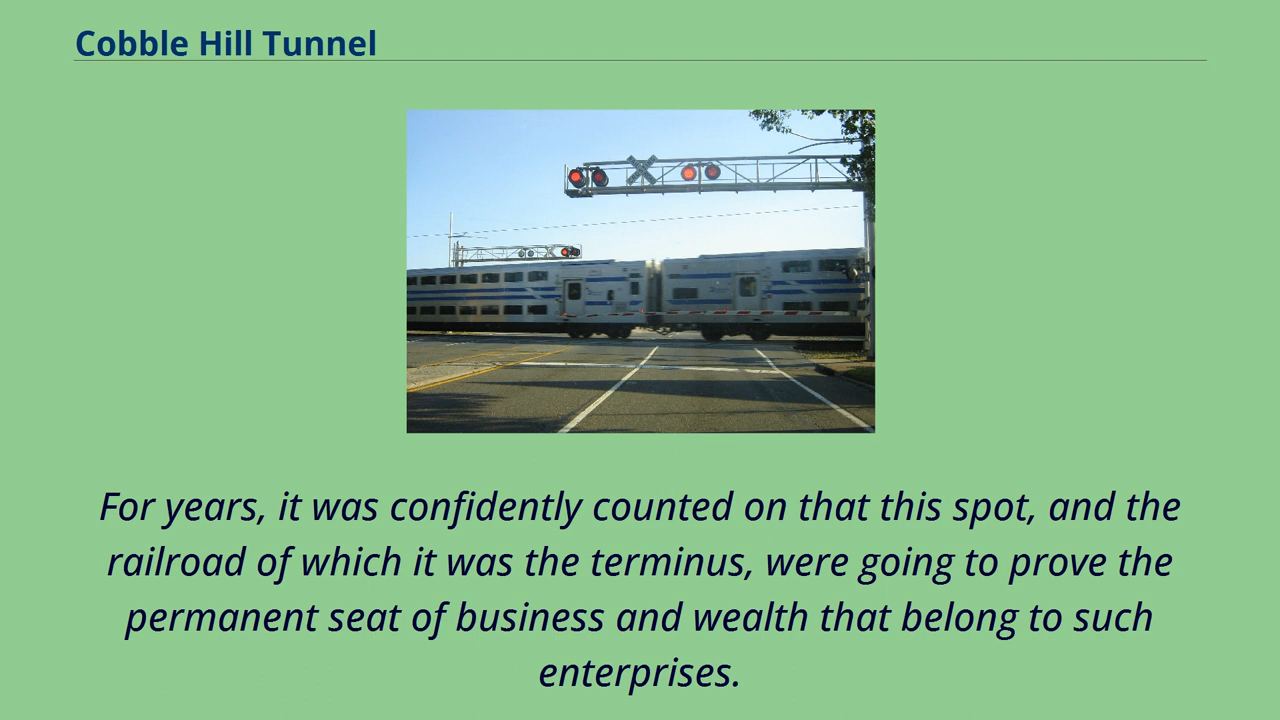 Cobble Hill Tunnel
For years, it was confidently counted on that this spot, and the
railroad of which it was the terminus, were going to prove the
permanent seat of business and wealth that belong to such
enterprises.